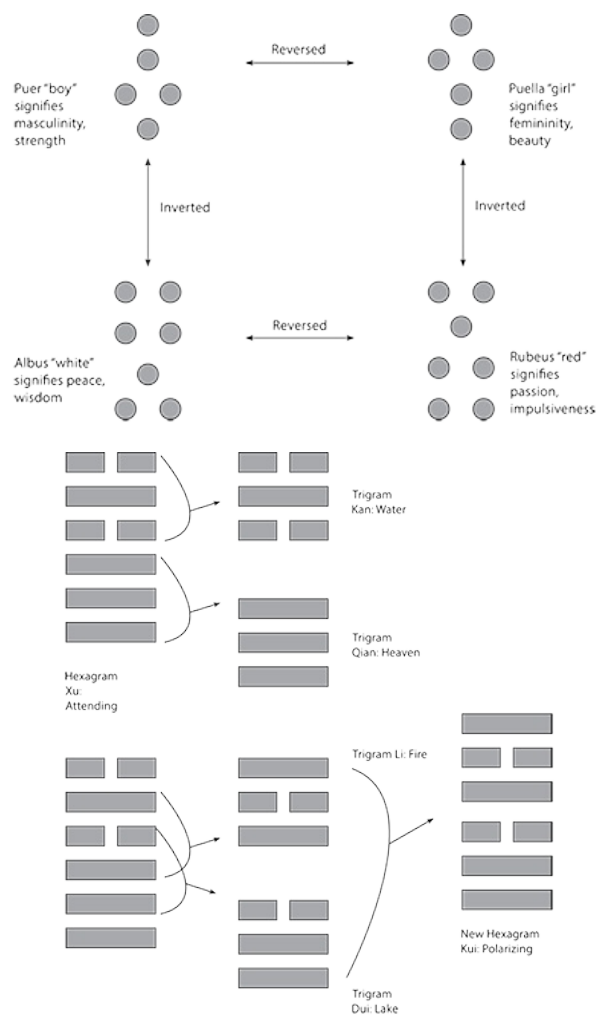 Reversed
Puer "boy"
signifies
masculinity,
strength
Puella "girl"
signifies
femininity,
beauty
Inverted
Inverted
Reversed
Albus "white"
signifies peace,
wisdom
Rubeus "red"
signifies
passion,
impulsiveness
Trigram
Kan: Water
Trigram
Qian: Heaven
Hexagram
Xu:
Attending
Trigram Li: Fire
New Hexagram
Kui: Polarizing
Trigram
Dui: Lake